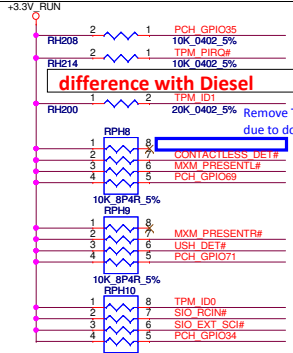 +3.3V_RUN
2 1 PCH_GPIO35
RH208 10K_0402_5%
2 1 TPM_PIRQ#
RH214 10K_0402_5%
difference with Diesel
1 2 TPM_ID1
RH200 20K_0402_5% Remove
due to do
RPH8
1 8
2 7 CONTACTLESS_DET#
3 6 MXM_PRESENTL#
4 5 PCH_GPIO69
10K_8P4R_5%
RPH9
1 8
2 7 MXM_PRESENTR#
3 6 USH_DET#
4 5 PCH_GPIO71
10K_8P4R_5%
RPH10
1 8 TPM_ID0
2 7 SIO_RCIN#
3 6 SIO_EXT_SCI#
4 5 PCH_GPIO34